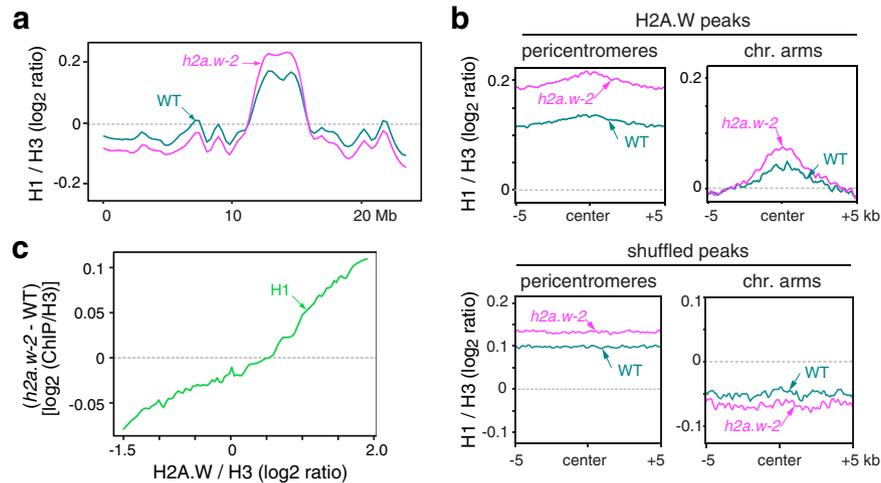 a
H1 / H3 (log2 ratio)
0.2
0
-0.2
h2a.w-2
WT
0
10
20 Mb
b
H2A.W peaks
pericentromeres
chr. arms
H1 / H3 (log2 ratio)
0.2
0
h2a.w-2
WT
-5
center
+5
0.2
0
h2a.w-2
WT
-5
center
+5 kb
shuffled peaks
pericentromeres
chr. arms
H1 / H3 (log2 ratio)
0.2
0.1
0
-0.1
h2a.w-2
WT
-5
center
+5
0.1
0
-0.1
WT
h2a.w-2
-5
center
+5 kb
c
(h2a.w-2 - WT)
[log2 (ChIP/H3)]
0.1
0.05
0
-0.05
H1
-1.5
0
2.0
H2A.W / H3 (log2 ratio)